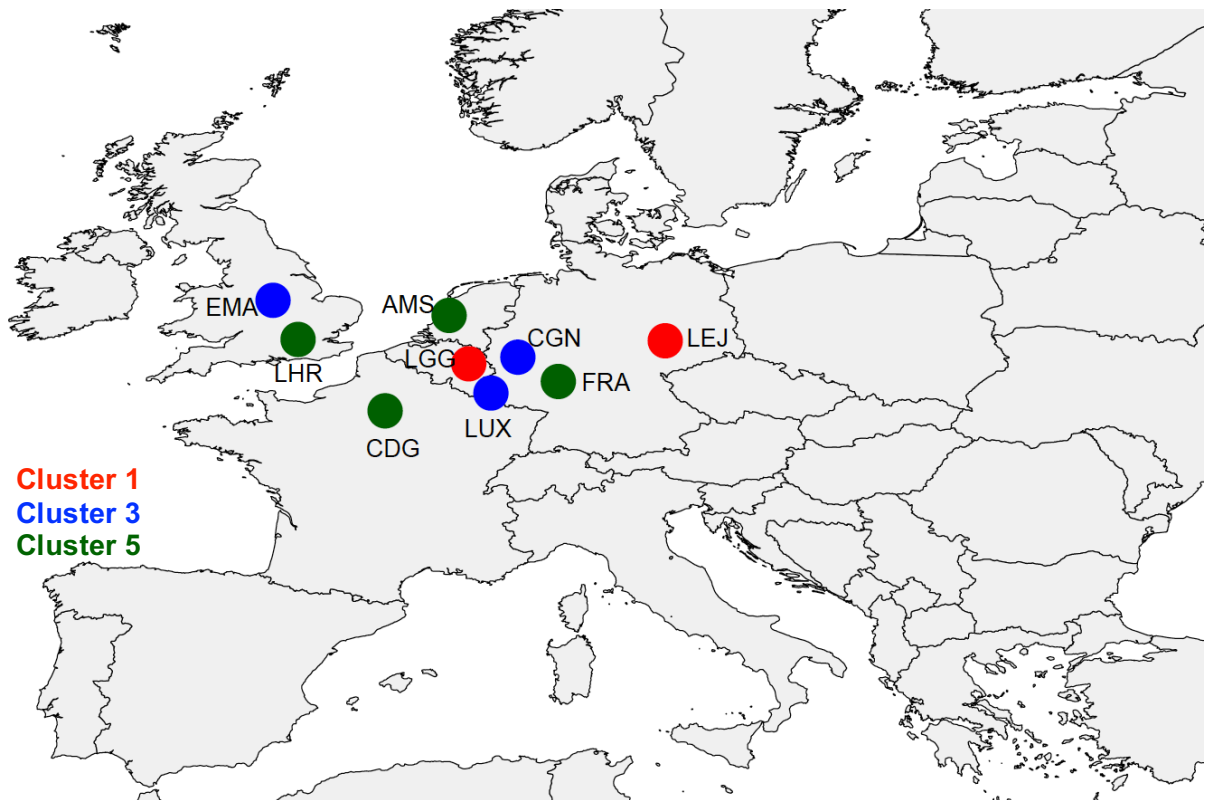 EMA
AMS
CGN
LEJ
LHR
LGG
FRA
LUX
CDG
Cluster 1
Cluster 3
Cluster 5